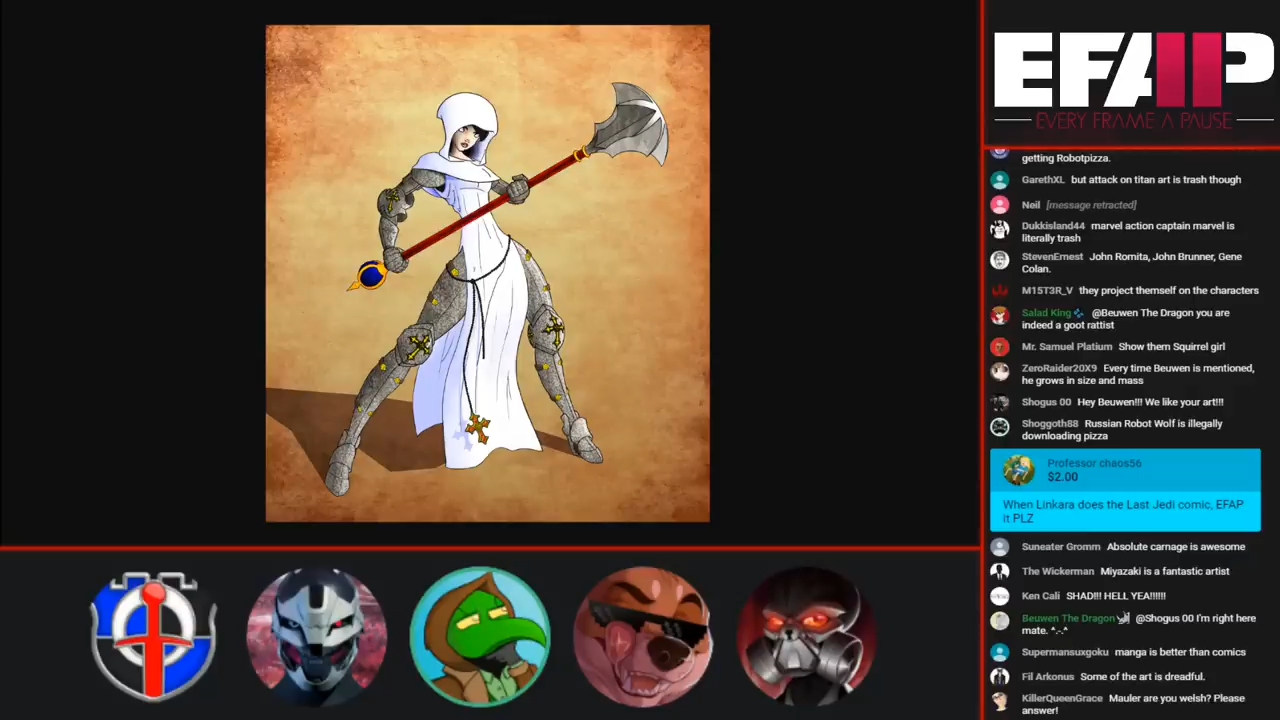 EFAP
EVERY FRAME A PAUSE
getting Robotpizza.
GarethXL but attack on titan art is trash though
Neil [message retracted]
Dukkisland44 marvel action captain marvel is
literally trash
StevenErnest John Romita, John Brunner, Gene
Colan.
M15T3R_V they project themself on the characters
Salad King @Beuwen The Dragon you are
indeed a goot rattist
Mr. Samuel Platium Show them Squirrel girl
ZeroRaider20X9 Every time Beuwen is mentioned,
he grows in size and mass
Shogus 00 Hey Beuwen!!! We like your art!!!
Shoggoth88 Russian Robot Wolf is illegally
downloading pizza
Professor chaos56
$2.00
When Linkara does the Last Jedi comic, EFAP
it PLZ
Suneater Gromm Absolute carnage is awesome
The Wickerman Miyazaki is a fantastic artist
Ken Cali SHAD!!! HELL YEA!!!!!!
Beuwen The Dragon @Shogus 00 I'm right here
mate. ^.-.^
Supermansuxgoku manga is better than comics
Fil Arkonus Some of the art is dreadful.
KillerQueenGrace Mauler are you welsh? Please
answer!